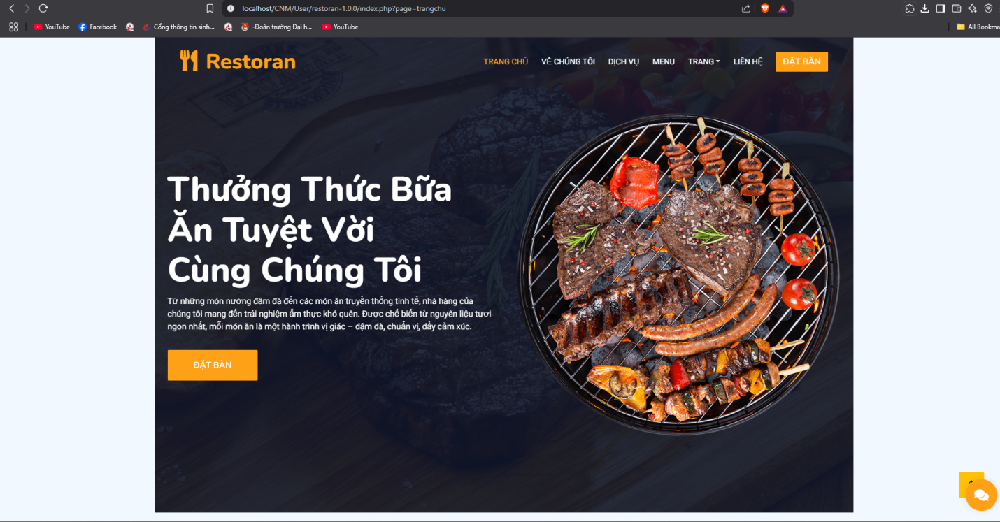 localhost/CNM/User/restoran-1.0.0/index.php?page=trangchu
YouTube
Facebook
Cổng thông tin sinh...
-Đoàn trường Đại h...
YouTube
All Bookma
Restoran
TRANG CHỦ
VỀ CHÚNG TÔI
DỊCH VỤ
MENU
TRANG
LIÊN HỆ
ĐẶT BÀN
Thưởng Thức Bữa
Ăn Tuyệt Vời
Cùng Chúng Tôi
Từ những món nướng đậm đà đến các món ăn truyền thống tinh tế, nhà hàng của
chúng tôi mang đến trải nghiệm ẩm thực khó quên. Được chế biến từ nguyên liệu tươi
ngon nhất, mỗi món ăn là một hành trình vị giác – đậm đà, chuẩn vị, đầy cảm xúc.
ĐẶT BÀN